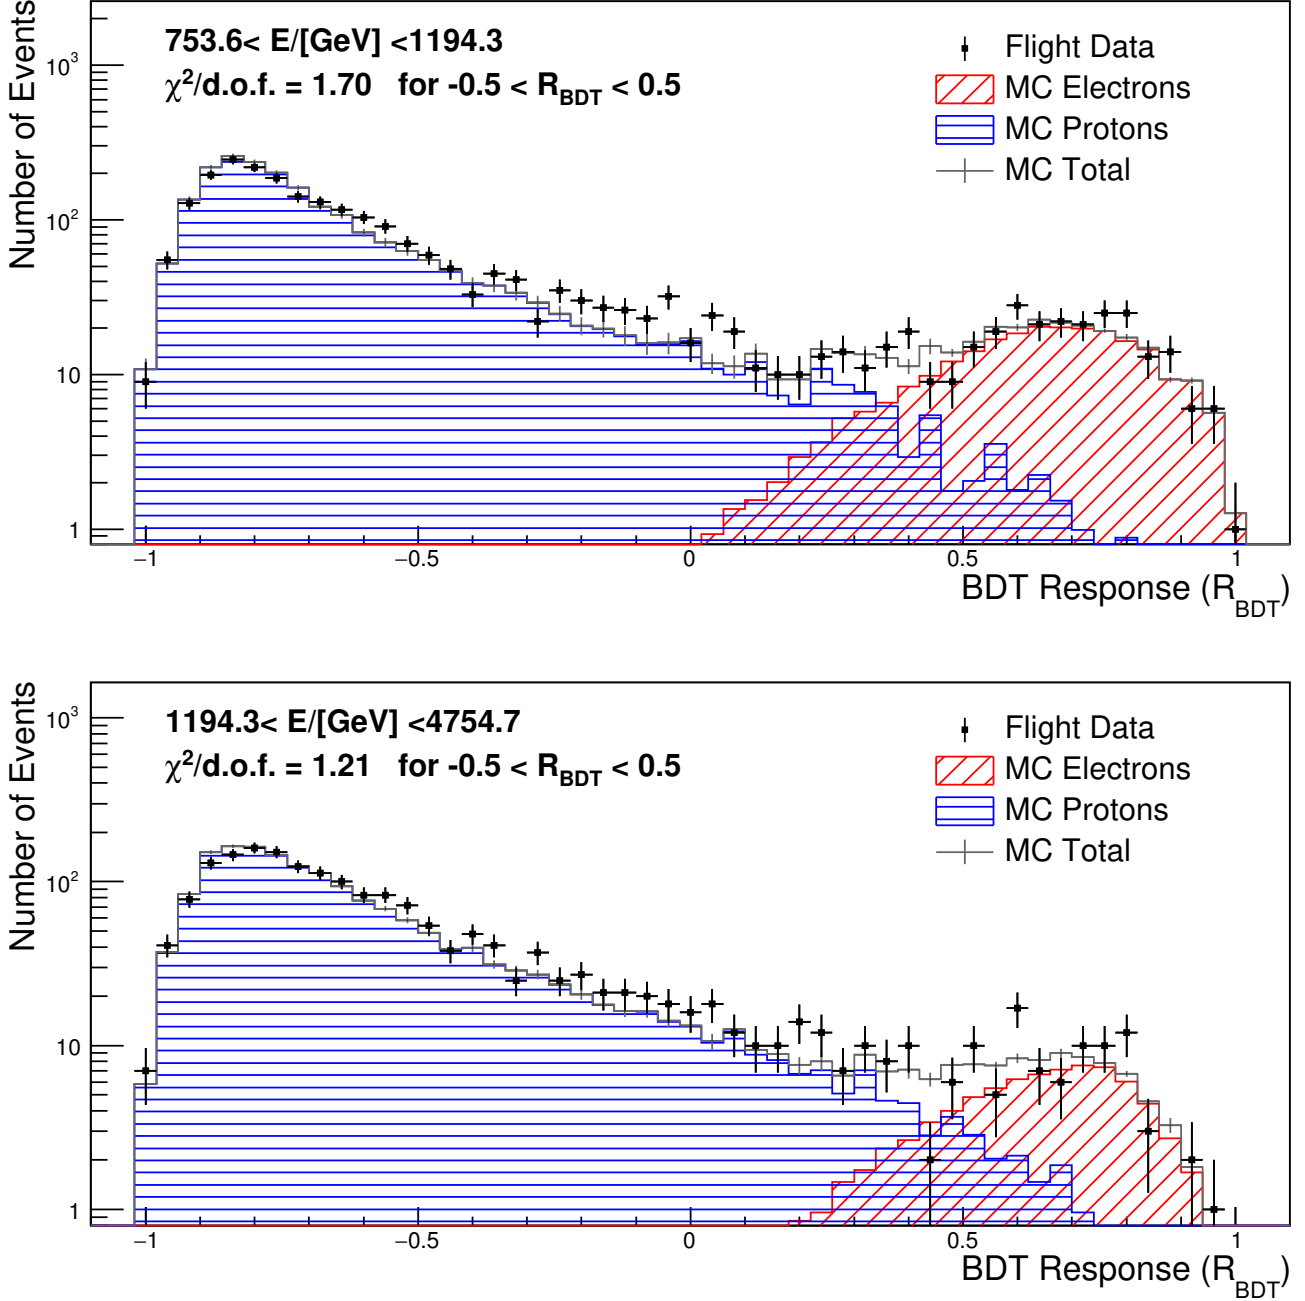 753.6< E/[GeV] <1194.3
χ²/d.o.f. = 1.70 for -0.5 < R_BDT < 0.5
Flight Data
MC Electrons
MC Protons
MC Total
Number of Events
10³
10²
10
1
−1 −0.5 0 0.5 1
BDT Response (R_BDT)
1194.3< E/[GeV] <4754.7
χ²/d.o.f. = 1.21 for -0.5 < R_BDT < 0.5
Flight Data
MC Electrons
MC Protons
MC Total
Number of Events
10³
10²
10
1
−1 −0.5 0 0.5 1
BDT Response (R_BDT)